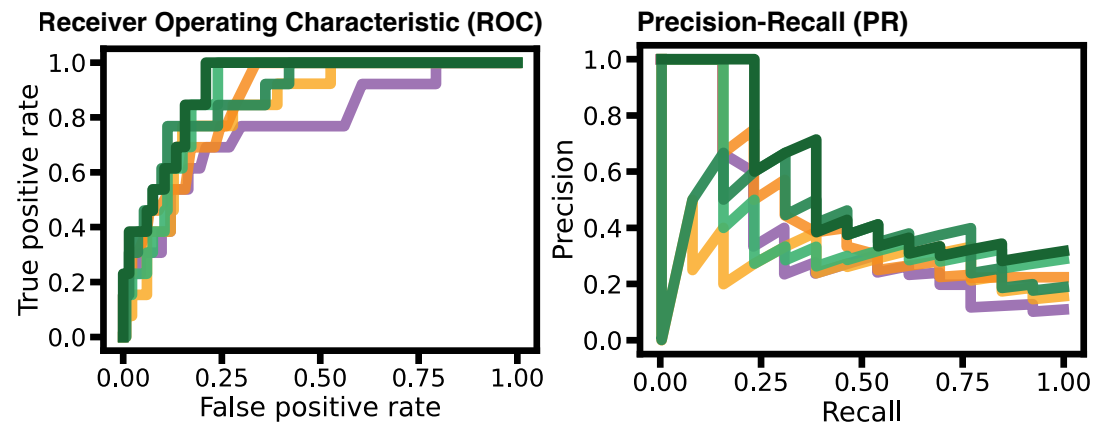 Receiver Operating Characteristic (ROC)
True positive rate
1.0
0.8
0.6
0.4
0.2
0.0
0.00 0.25 0.50 0.75 1.00
False positive rate
Precision-Recall (PR)
Precision
1.0
0.8
0.6
0.4
0.2
0.0
0.00 0.25 0.50 0.75 1.00
Recall